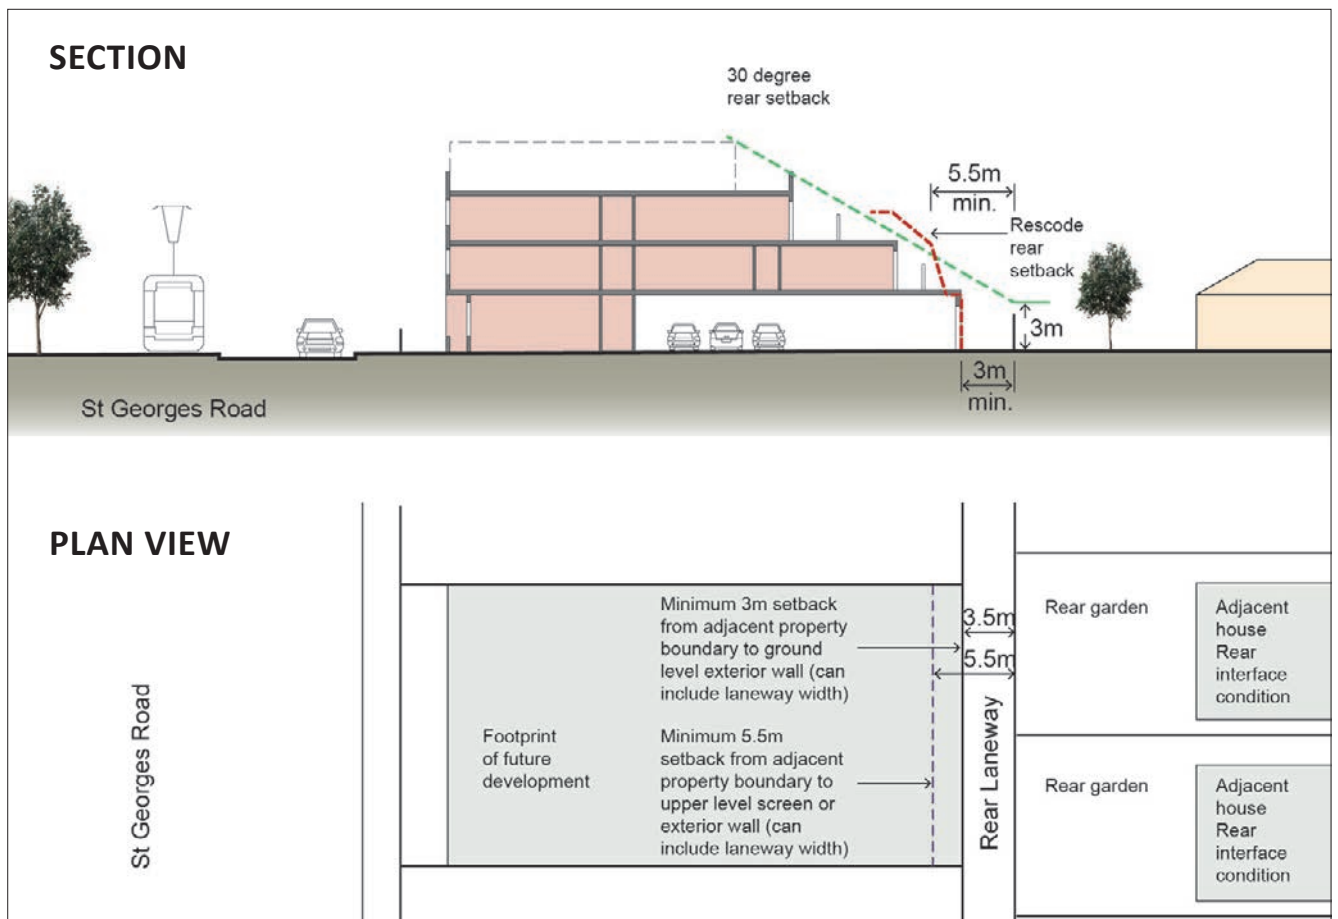 SECTION
30 degree
rear setback
5.5m
min.
Rescode
rear
setback
3m
3m
min.
St Georges Road
PLAN VIEW
St Georges Road
Footprint
of future
development
Minimum 3m setback
from adjacent property
boundary to ground
level exterior wall (can
include laneway width)
Minimum 5.5m
setback from adjacent
property boundary to
upper level screen or
exterior wall (can
include laneway width)
3.5m
5.5m
Rear Laneway
Rear garden
Adjacent
house
Rear
interface
condition
Rear garden
Adjacent
house
Rear
interface
condition